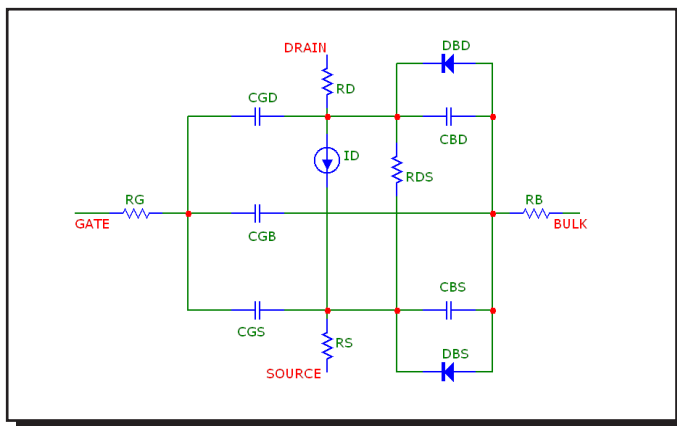 DBD
DRAIN
RD
CGD
CBD
ID
RDS
RG
RB
GATE
BULK
CGB
CBS
CGS
RS
DBS
SOURCE